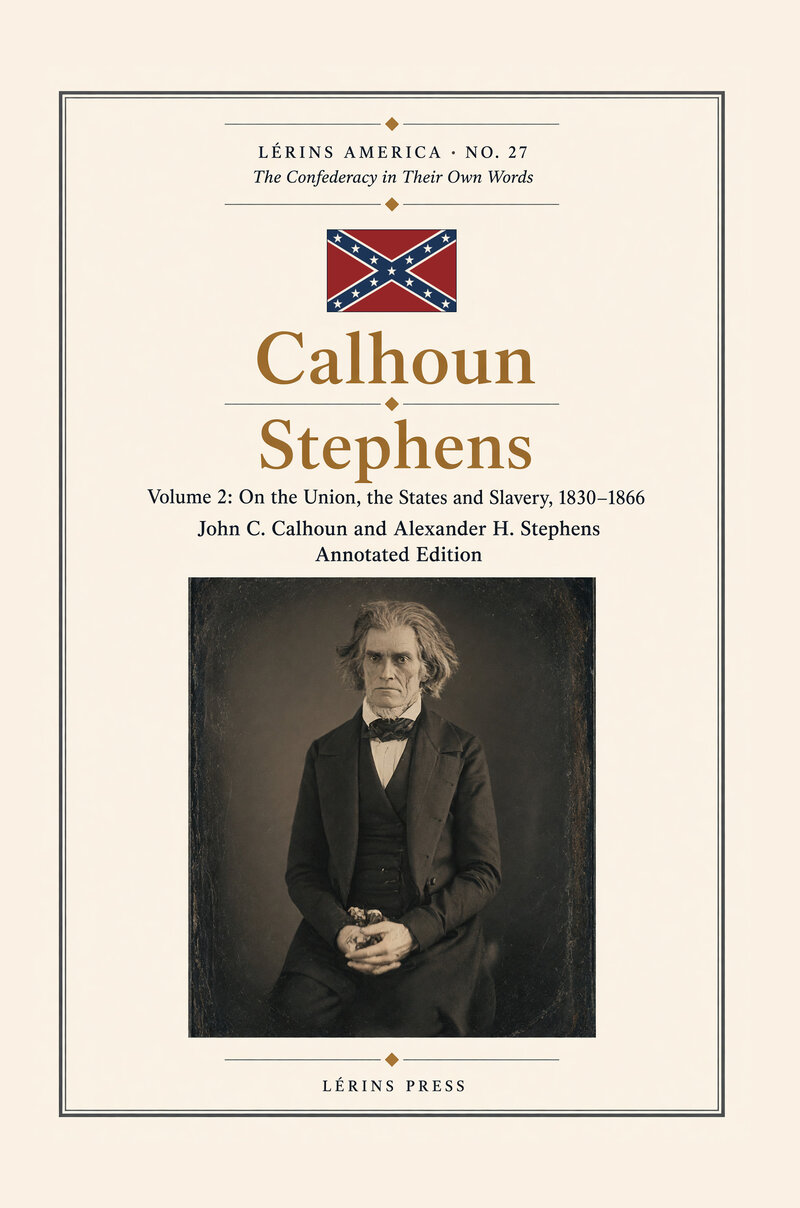 LÉRINS AMERICA · NO. 27
The Confederacy in Their Own Words
Calhoun
Stephens
Volume 2: On the Union, the States and Slavery, 1830–1866
John C. Calhoun and Alexander H. Stephens
Annotated Edition
LÉRINS PRESS